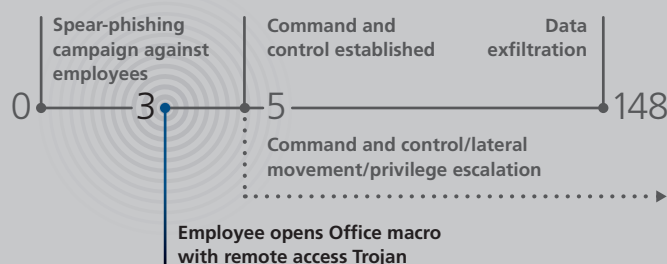 Spear-phishing
campaign against
employees
Command and
control established
Data
exfiltration
0
3
5
148
Command and control/lateral
movement/privilege escalation
Employee opens Office macro
with remote access Trojan